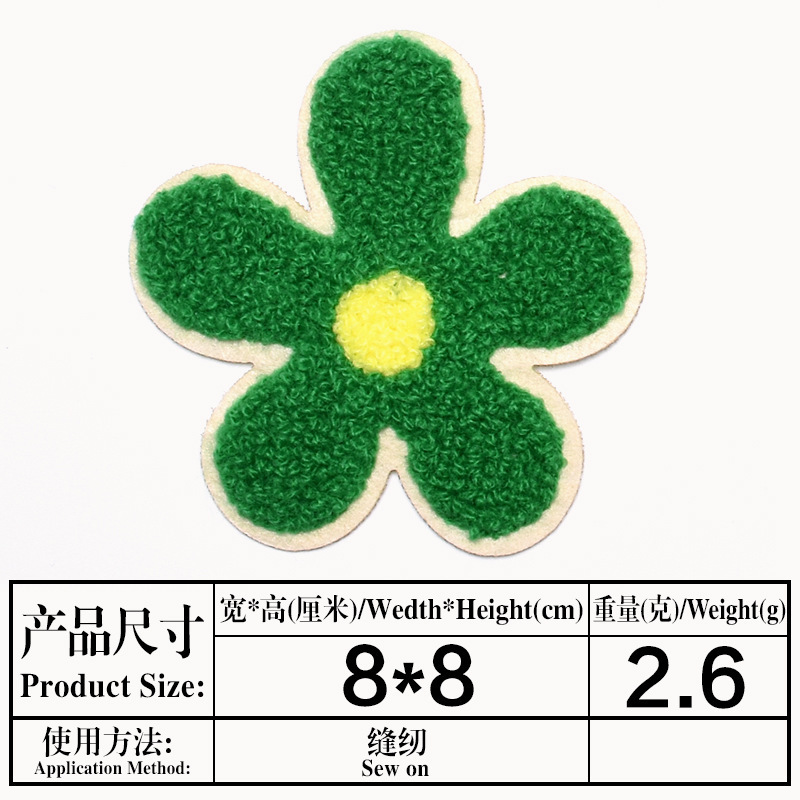 产品尺寸
Product Size:
宽*高(厘米)/Wedth*Height(cm)
重量(克)/Weight(g)
8*8
2.6
使用方法:
Application Method:
缝纫
Sew on